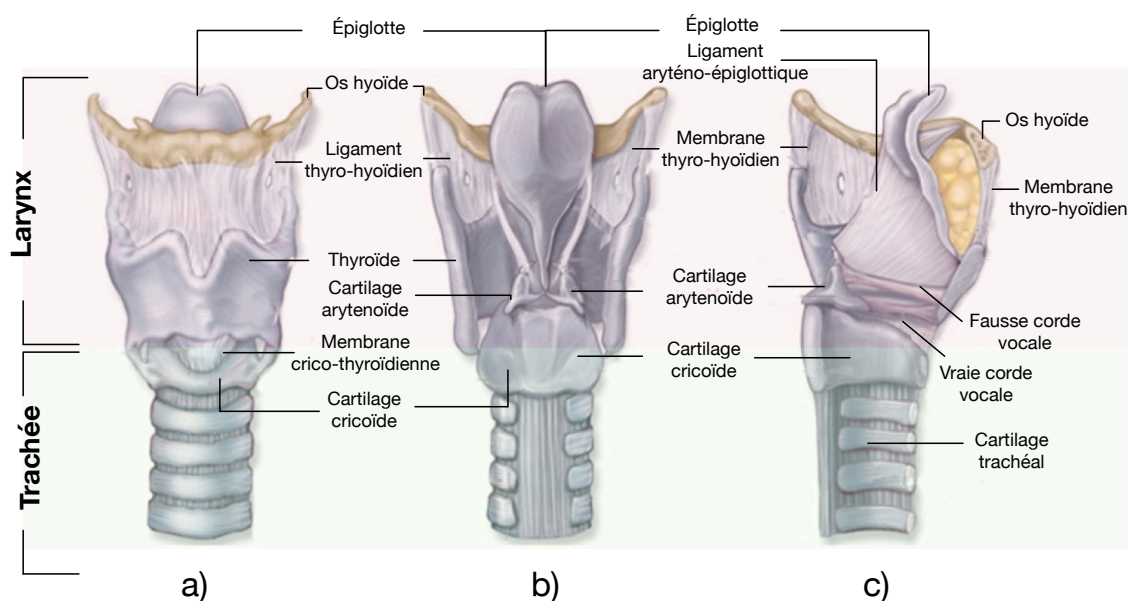 Épiglotte
Épiglotte
Ligament
aryténo-épiglottique
Os hyoïde
Os hyoïde
Ligament
thyro-hyoïdien
Membrane
thyro-hyoïdien
Membrane
thyro-hyoïdien
Larynx
Thyroïde
Cartilage
arytenoïde
Cartilage
arytenoïde
Fausse corde
vocale
Membrane
crico-thyroïdienne
Cartilage
cricoïde
Vraie corde
vocale
Cartilage
cricoïde
Trachée
Cartilage
trachéal
a)
b)
c)